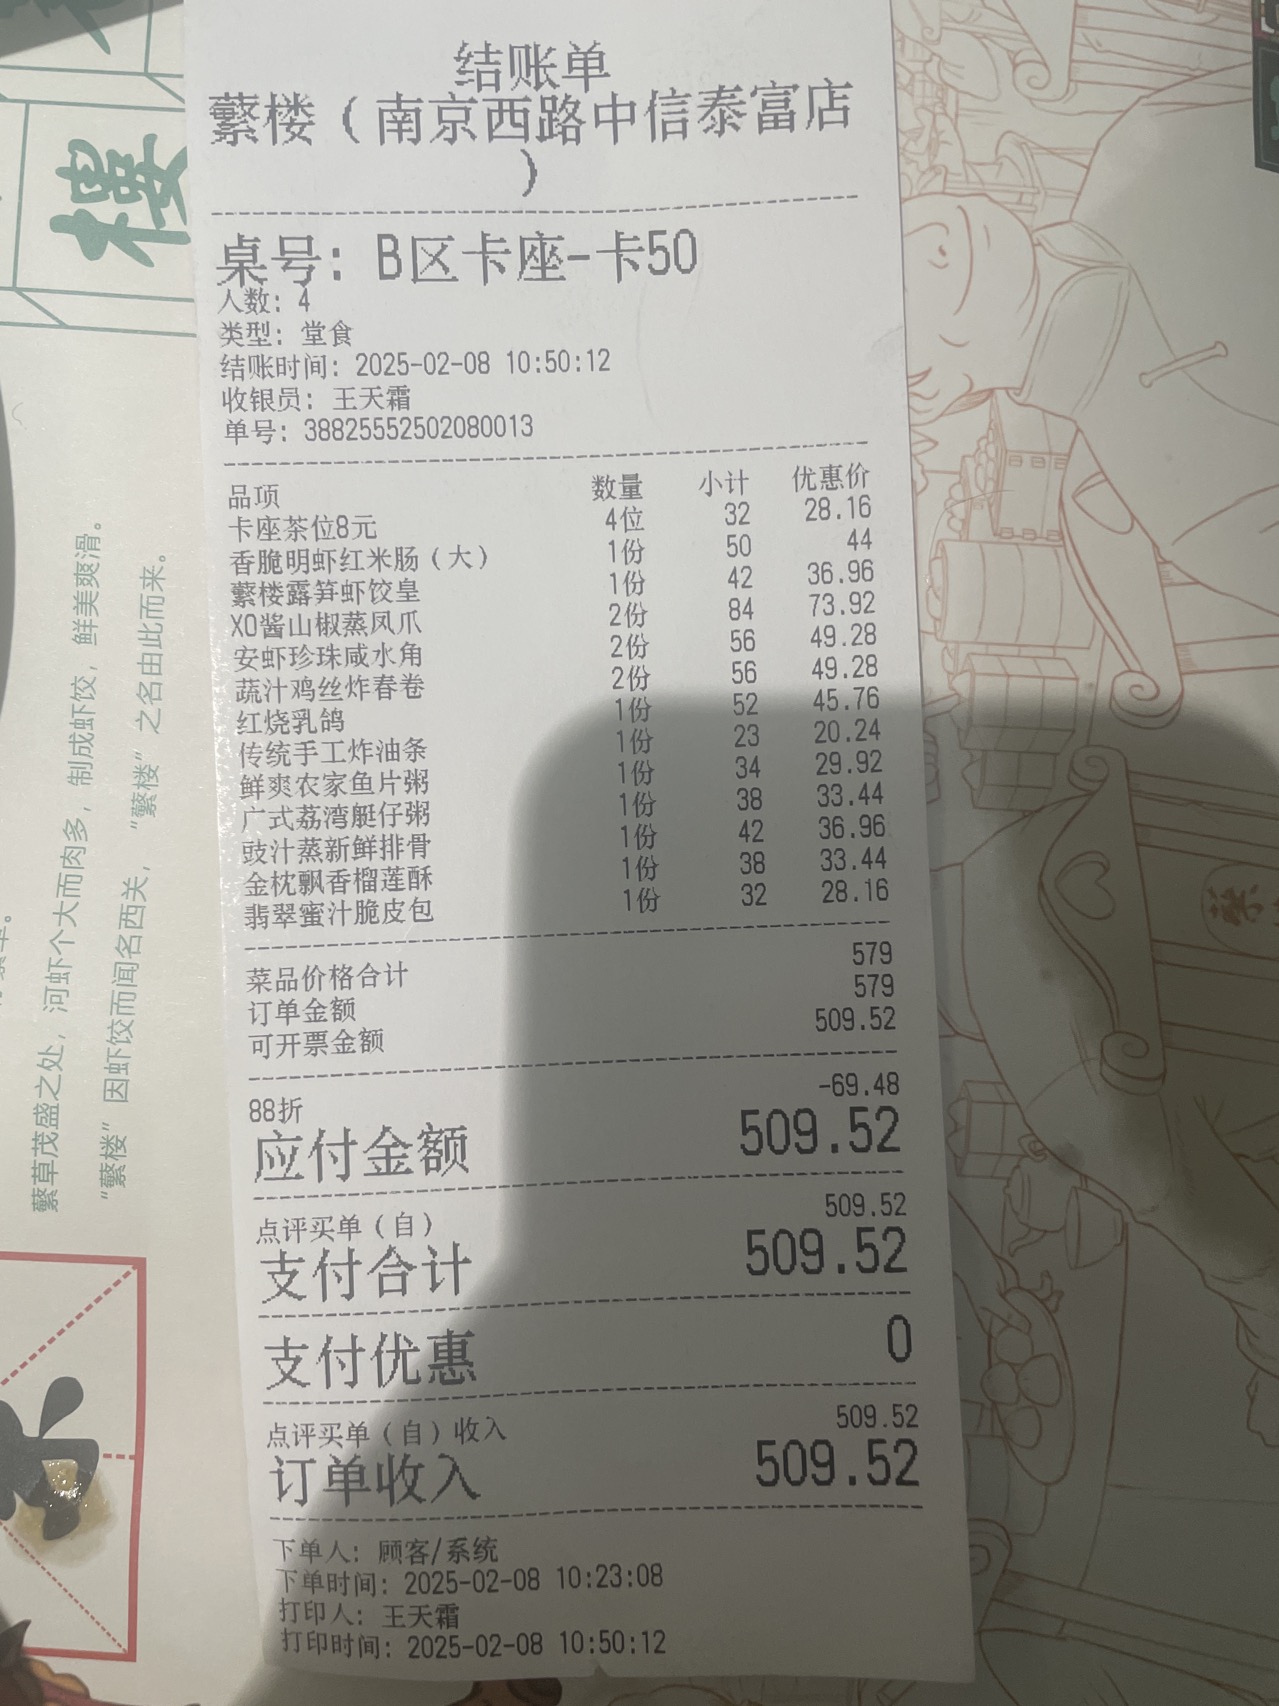 结账单
蘩楼（南京西路中信泰富店
）
桌号: B区卡座-卡50
人数: 4
类型: 堂食
结账时间: 2025-02-08 10:50:12
收银员: 王天霜
单号: 38825552502080013
品项 数量 小计 优惠价
卡座茶位8元 4位 32 28.16
香脆明虾红米肠（大） 1份 50 44
蘩楼露笋虾饺皇 1份 42 36.96
XO酱山椒蒸凤爪 2份 84 73.92
安虾珍珠咸水角 2份 56 49.28
蔬汁鸡丝炸春卷 2份 56 49.28
红烧乳鸽 1份 52 45.76
传统手工炸油条 1份 23 20.24
鲜爽农家鱼片粥 1份 34 29.92
广式荔湾艇仔粥 1份 38 33.44
豉汁蒸新鲜排骨 1份 42 36.96
金枕飘香榴莲酥 1份 38 33.44
翡翠蜜汁脆皮包 1份 32 28.16
菜品价格合计 579
订单金额 579
可开票金额 509.52
88折 -69.48
应付金额 509.52
点评买单（自） 509.52
支付合计 509.52
支付优惠 0
点评买单（自）收入 509.52
订单收入 509.52
下单人: 顾客/系统
下单时间: 2025-02-08 10:23:08
打印人: 王天霜
打印时间: 2025-02-08 10:50:12
樓
蘩草茂盛之处，河虾个大而肉多，制成虾饺，鲜美爽滑。
“蘩楼”因虾饺而闻名西关，“蘩楼”之名由此而来。